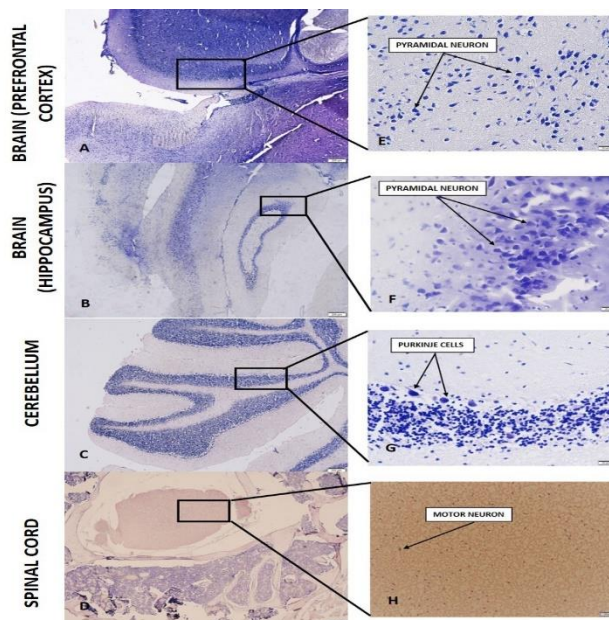 BRAIN (PREFRONTAL
CORTEX)
A
PYRAMIDAL NEURON
E
BRAIN
(HIPPOCAMPUS)
B
PYRAMIDAL NEURON
F
CEREBELLUM
C
PURKINJE CELLS
G
SPINAL CORD
D
MOTOR NEURON
H